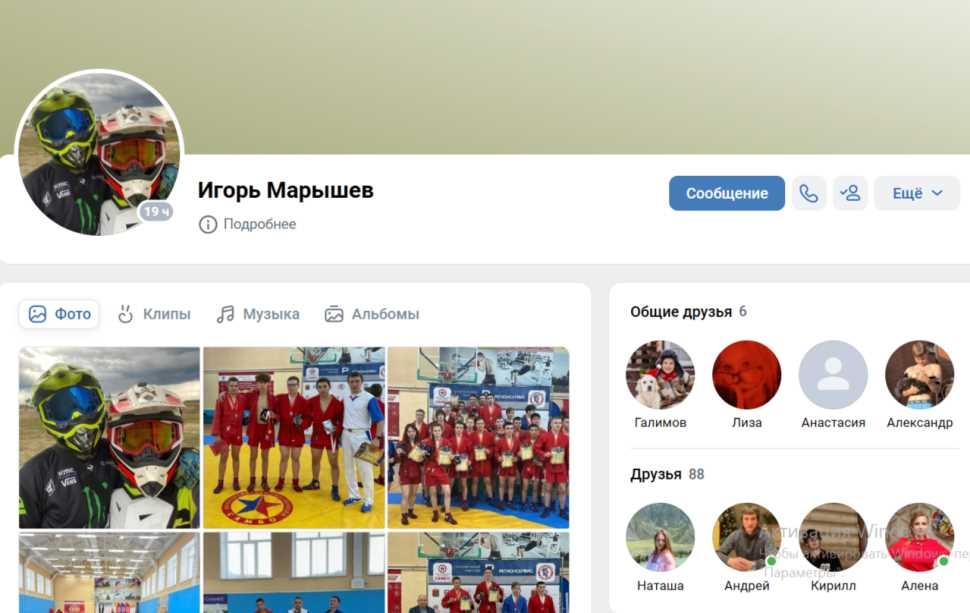 19 ч
Игорь Марышев
Подробнее
Сообщение
Ещё
Фото
Клипы
Музыка
Альбомы
Общие друзья 6
Галимов
Лиза
Анастасия
Александр
Друзья 88
Наташа
Андрей
Кирилл
Алена
Активация Windows
Чтобы активировать Windows, пе
Параметры